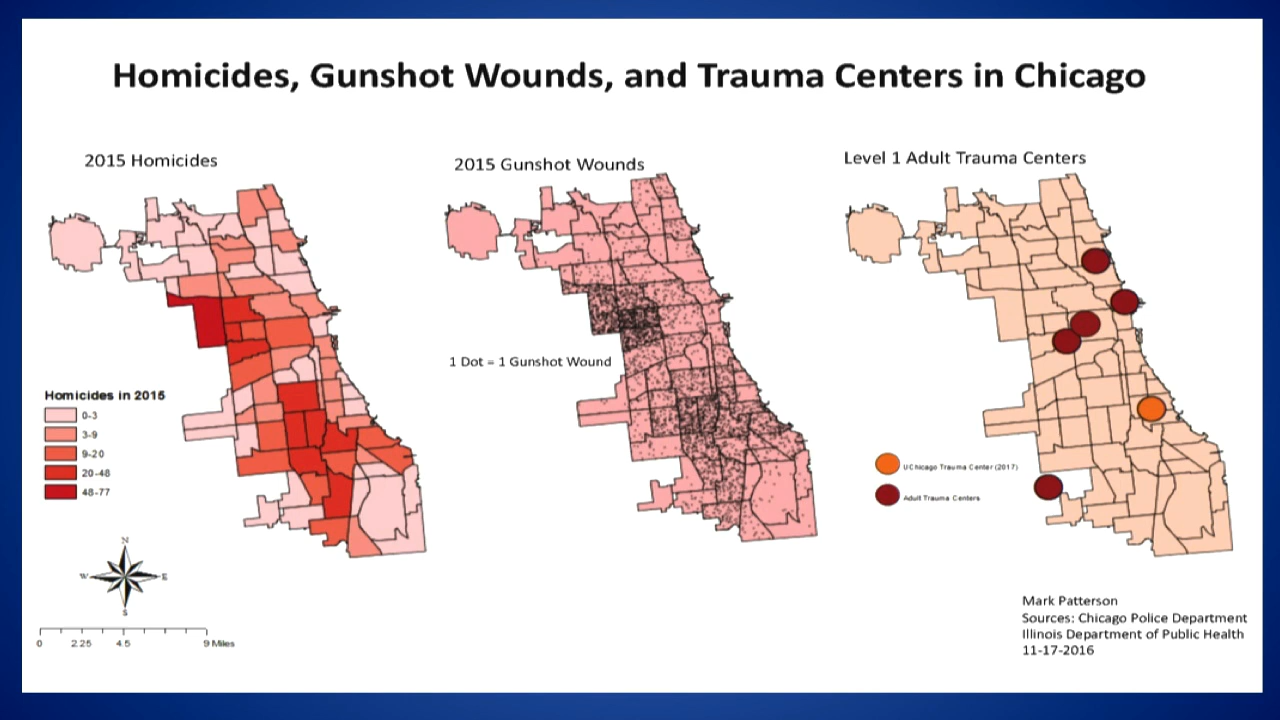 Homicides, Gunshot Wounds, and Trauma Centers in Chicago
2015 Homicides
2015 Gunshot Wounds
Level 1 Adult Trauma Centers
1 Dot = 1 Gunshot Wound
Homicides in 2015
0-3
3-9
9-20
20-48
48-77
UChicago Trauma Center (2017)
Adult Trauma Centers
N
W
E
S
0 2.25 4.5 9 Miles
Mark Patterson
Sources: Chicago Police Department
Illinois Department of Public Health
11-17-2016